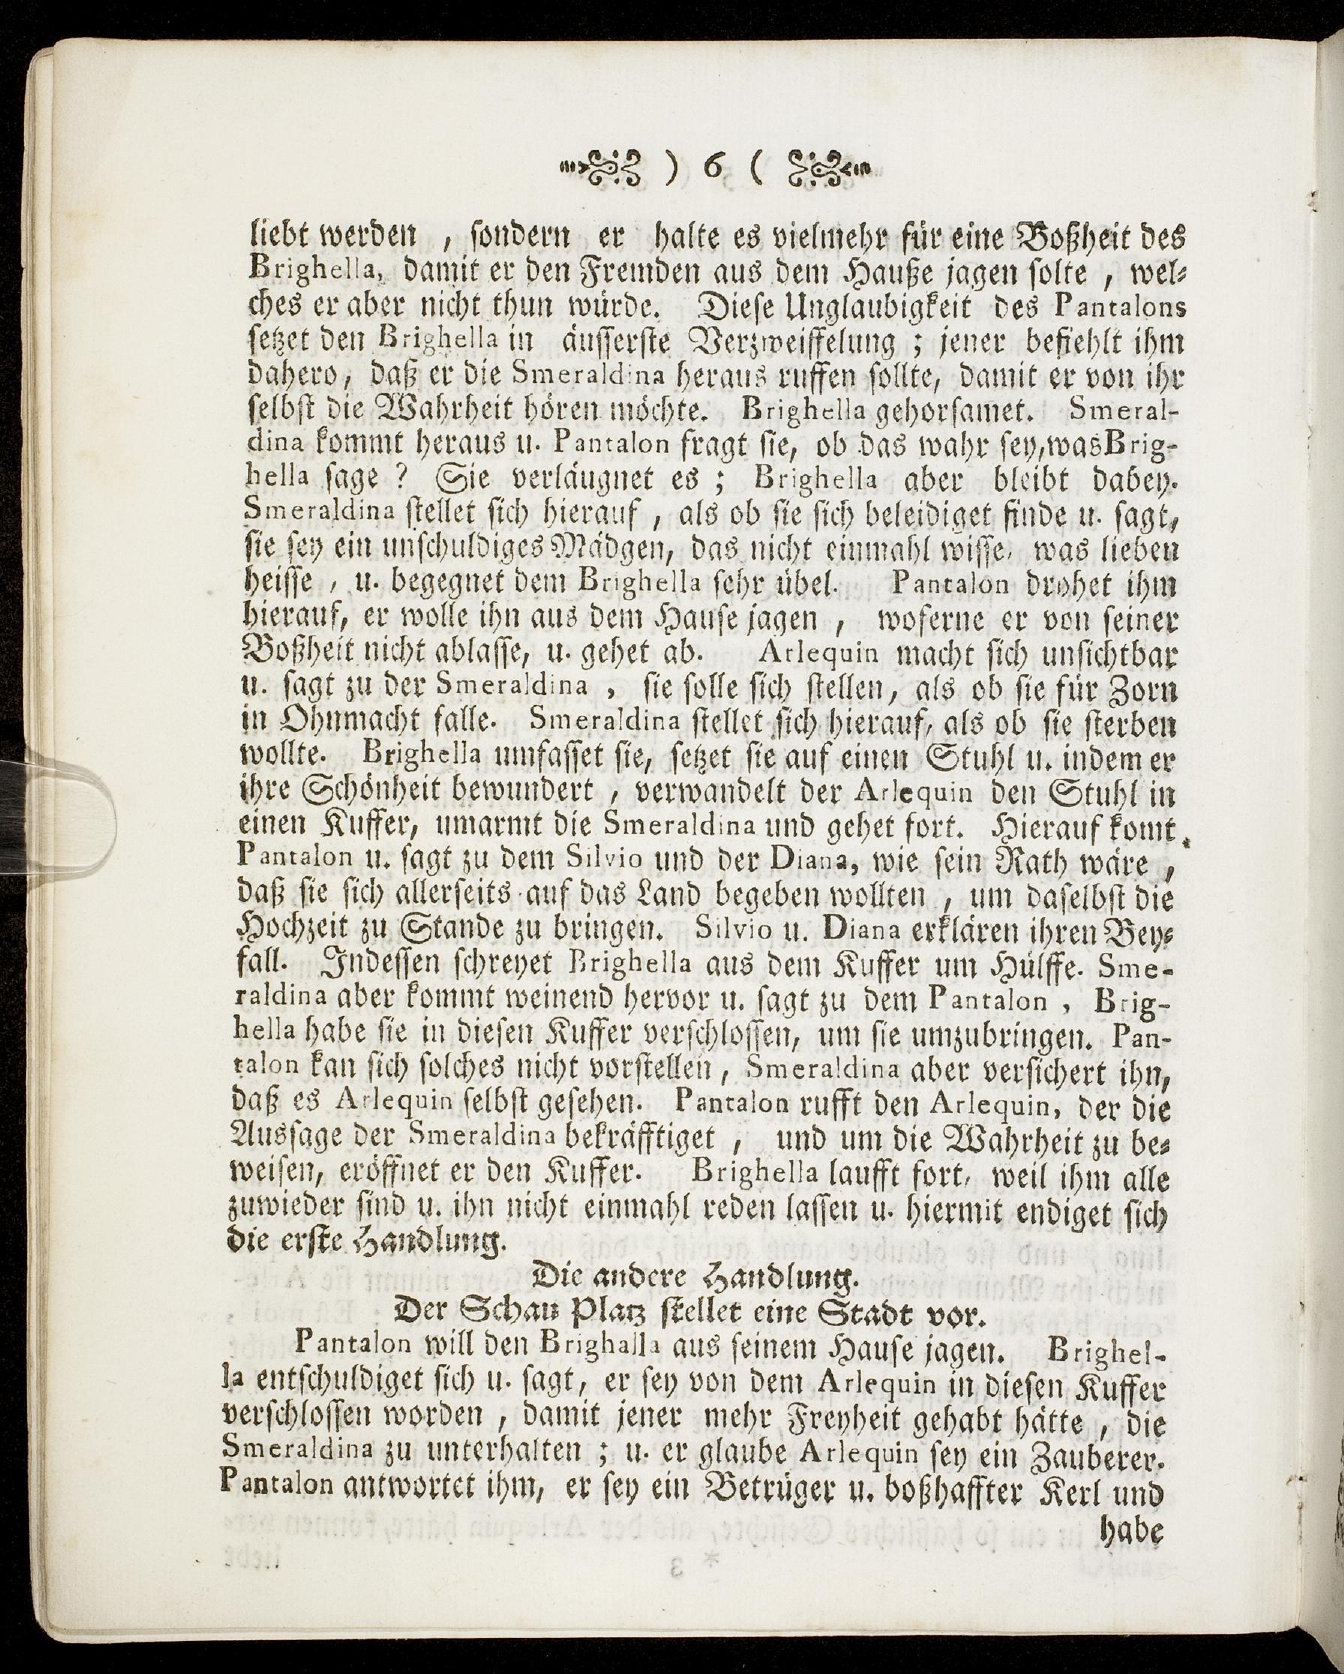 ) 6 (
liebt werden , sondern er halte es vielmehr für eine Boßheit des
Brighella, damit er den Fremden aus dem Hauße jagen solte , wel-
ches er aber nicht thun würde. Diese Unglaubigkeit des Pantalons
setzet den Brighella in äusserste Verzweiffelung ; jener befiehlt ihm
dahero, daß er die Smeraldina heraus ruffen sollte, damit er von ihr
selbst die Wahrheit hören möchte. Brighella gehorsamet. Smeral-
dina kommt heraus u. Pantalon fragt sie, ob das wahr sey,was Brig-
hella sage ? Sie verläugnet es ; Brighella aber bleibt dabey.
Smeraldina stellet sich hierauf , als ob sie sich beleidiget finde u. sagt,
sie sey ein unschuldiges Mädgen, das nicht einmahl wisse, was lieben
heisse , u. begegnet dem Brighella sehr übel. Pantalon drohet ihm
hierauf, er wolle ihn aus dem Hause jagen , woferne er von seiner
Boßheit nicht ablasse, u. gehet ab. Arlequin macht sich unsichtbar
u. sagt zu der Smeraldina , sie solle sich stellen, als ob sie für Zorn
in Ohnmacht falle. Smeraldina stellet sich hierauf, als ob sie sterben
wollte. Brighella umfasset sie, setzet sie auf einen Stuhl u. indem er
ihre Schönheit bewundert , verwandelt der Arlequin den Stuhl in
einen Kuffer, umarmt die Smeraldina und gehet fort. Hierauf komt
Pantalon u. sagt zu dem Silvio und der Diana, wie sein Rath wäre ,
daß sie sich allerseits auf das Land begeben wollten , um daselbst die
Hochzeit zu Stande zu bringen. Silvio u. Diana erklären ihren Bey-
fall. Indessen schreyet Brighella aus dem Kuffer um Hülffe. Sme-
raldina aber kommt weinend hervor u. sagt zu dem Pantalon , Brig-
hella habe sie in diesen Kuffer verschlossen, um sie umzubringen. Pan-
talon kan sich solches nicht vorstellen , Smeraldina aber versichert ihn,
daß es Arlequin selbst gesehen. Pantalon rufft den Arlequin, der die
Aussage der Smeraldina bekräfftiget , und um die Wahrheit zu be-
weisen, eröffnet er den Kuffer. Brighella laufft fort, weil ihm alle
zuwieder sind u. ihn nicht einmahl reden lassen u. hiermit endiget sich
die erste Handlung.
Die andere Handlung.
Der Schau Platz stellet eine Stadt vor.
Pantalon will den Brighalla aus seinem Hause jagen. Brighel-
la entschuldiget sich u. sagt, er sey von dem Arlequin in diesen Kuffer
verschlossen worden , damit jener mehr Freyheit gehabt hätte , die
Smeraldina zu unterhalten ; u. er glaube Arlequin sey ein Zauberer.
Pantalon antwortet ihm, er sey ein Betrüger u. boßhaffter Kerl und
habe